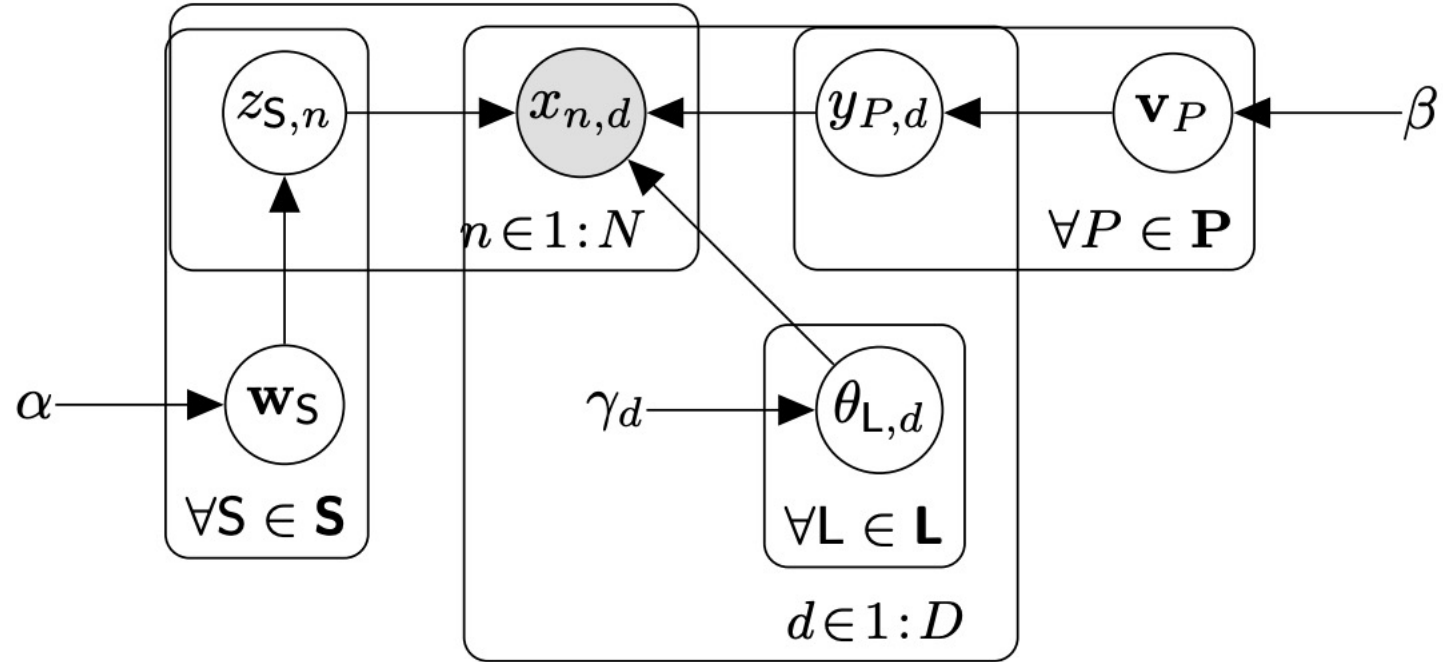 z_{S,n}
x_{n,d}
y_{P,d}
v_P
β
n ∈ 1:N
∀P ∈ P
α
w_S
γ_d
θ_{L,d}
∀S ∈ S
∀L ∈ L
d ∈ 1:D